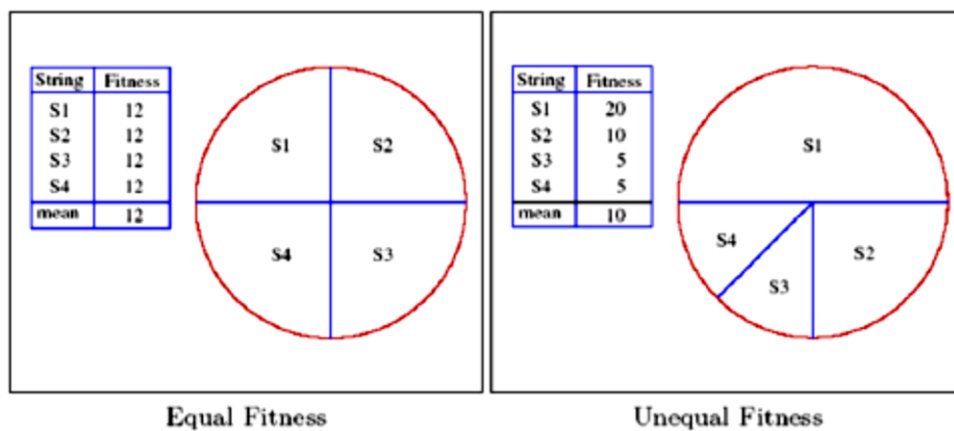 String Fitness
S1 12
S2 12
S3 12
S4 12
mean 12
S1 S2
S4 S3
Equal Fitness
String Fitness
S1 20
S2 10
S3 5
S4 5
mean 10
S1
S4 S2
S3
Unequal Fitness